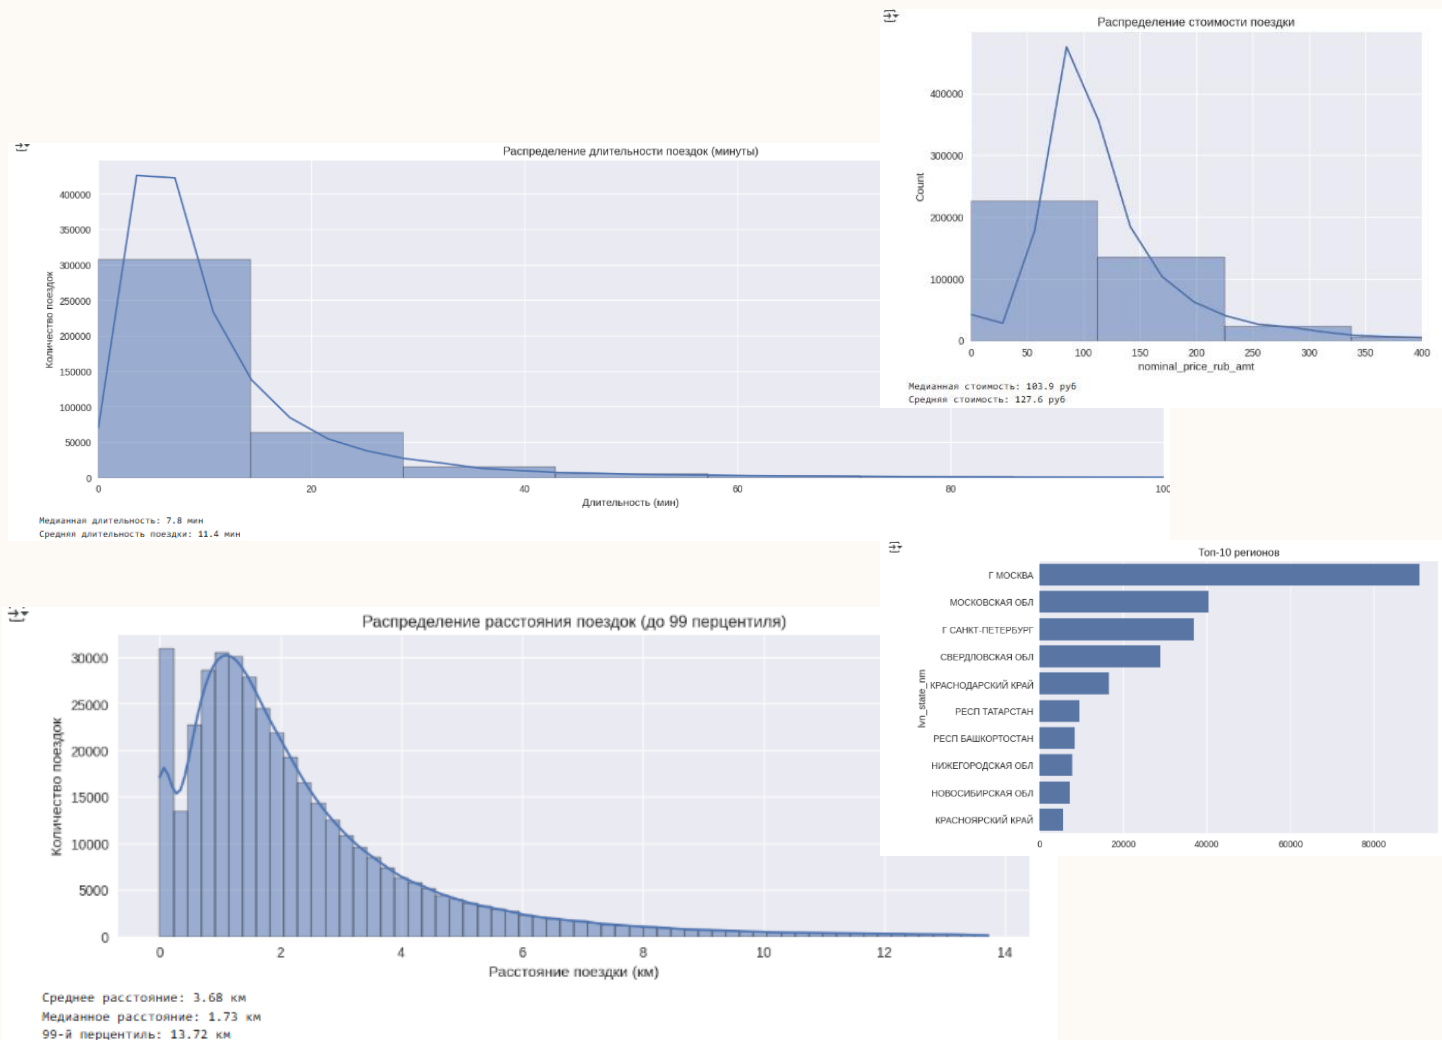 Распределение стоимости поездки
400000
300000
200000
100000
0
Count
0 50 100 150 200 250 300 350 400
nominal_price_rub_amt
Медианная стоимость: 103.9 руб
Средняя стоимость: 127.6 руб
Распределение длительности поездок (минуты)
400000
350000
300000
250000
200000
150000
100000
50000
0
Количество поездок
0 20 40 60 80 100
Длительность (мин)
Медианная длительность: 7.8 мин
Средняя длительность поездки: 11.4 мин
Топ-10 регионов
Г МОСКВА
МОСКОВСКАЯ ОБЛ
Г САНКТ-ПЕТЕРБУРГ
СВЕРДЛОВСКАЯ ОБЛ
КРАСНОДАРСКИЙ КРАЙ
РЕСП ТАТАРСТАН
РЕСП БАШКОРТОСТАН
НИЖЕГОРОДСКАЯ ОБЛ
НОВОСИБИРСКАЯ ОБЛ
КРАСНОЯРСКИЙ КРАЙ
lvn_state_nm
0 20000 40000 60000 80000
Распределение расстояния поездок (до 99 перцентиля)
30000
25000
20000
15000
10000
5000
0
Количество поездок
0 2 4 6 8 10 12 14
Расстояние поездки (км)
Среднее расстояние: 3.68 км
Медианное расстояние: 1.73 км
99-й перцентиль: 13.72 км